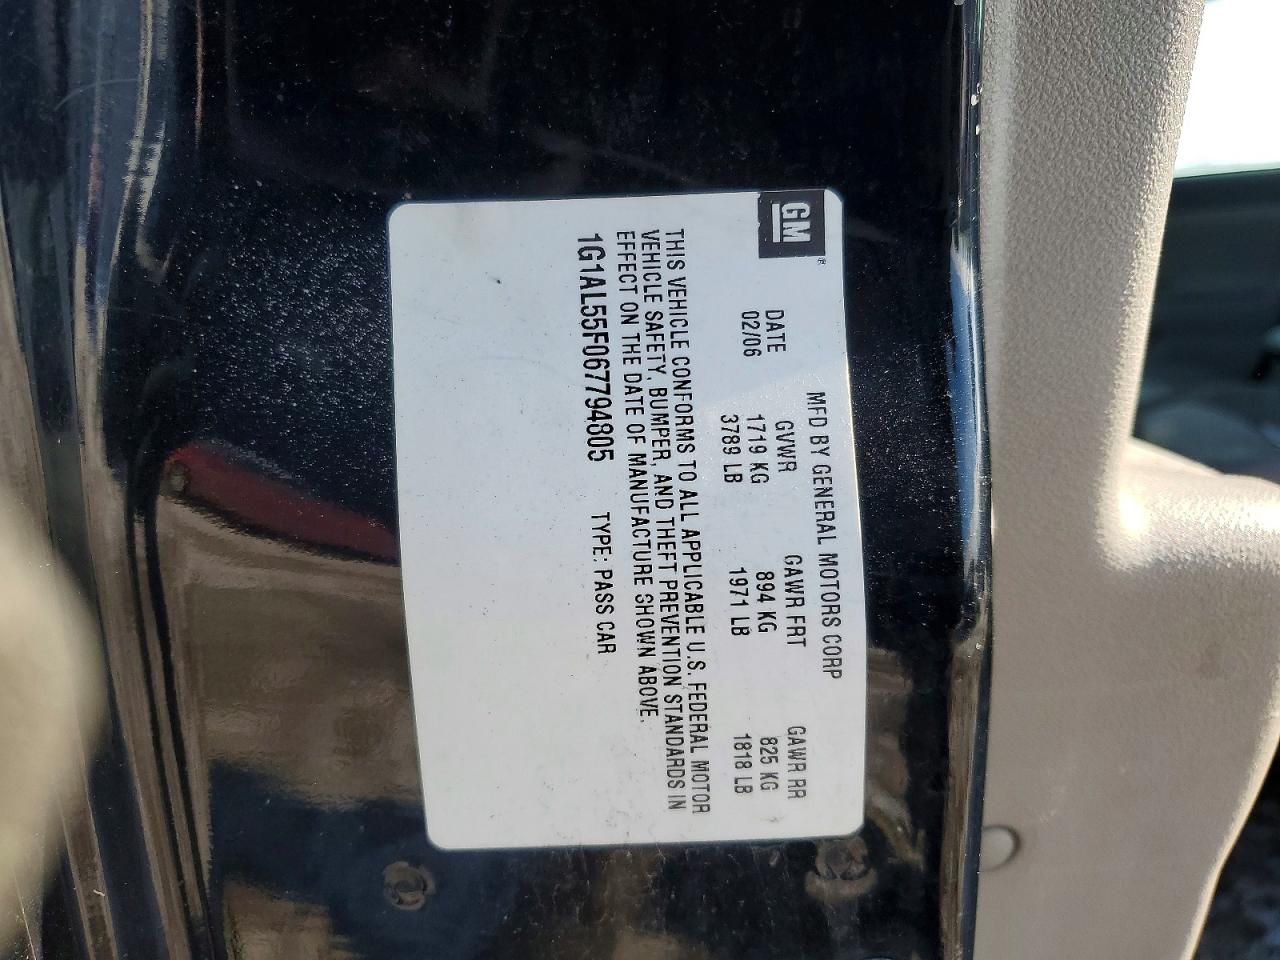 GM®
MFD BY GENERAL MOTORS CORP
DATE GVWR GAWR FRT GAWR RR
02/06 1719 KG 894 KG 825 KG
3789 LB 1971 LB 1818 LB
THIS VEHICLE CONFORMS TO ALL APPLICABLE U.S. FEDERAL MOTOR
VEHICLE SAFETY, BUMPER, AND THEFT PREVENTION STANDARDS IN
EFFECT ON THE DATE OF MANUFACTURE SHOWN ABOVE.
1G1AL55F067794805 TYPE: PASS CAR